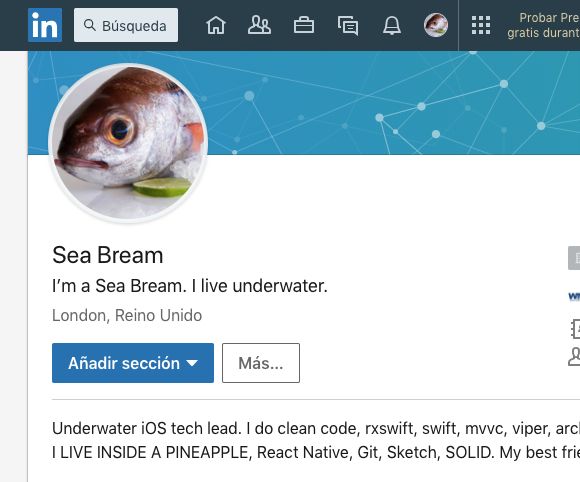 in
Búsqueda
Probar Pre
gratis durant
Sea Bream
I'm a Sea Bream. I live underwater.
London, Reino Unido
Añadir sección
Más...
Underwater iOS tech lead. I do clean code, rxswift, swift, mvvc, viper, arc
I LIVE INSIDE A PINEAPPLE, React Native, Git, Sketch, SOLID. My best frie